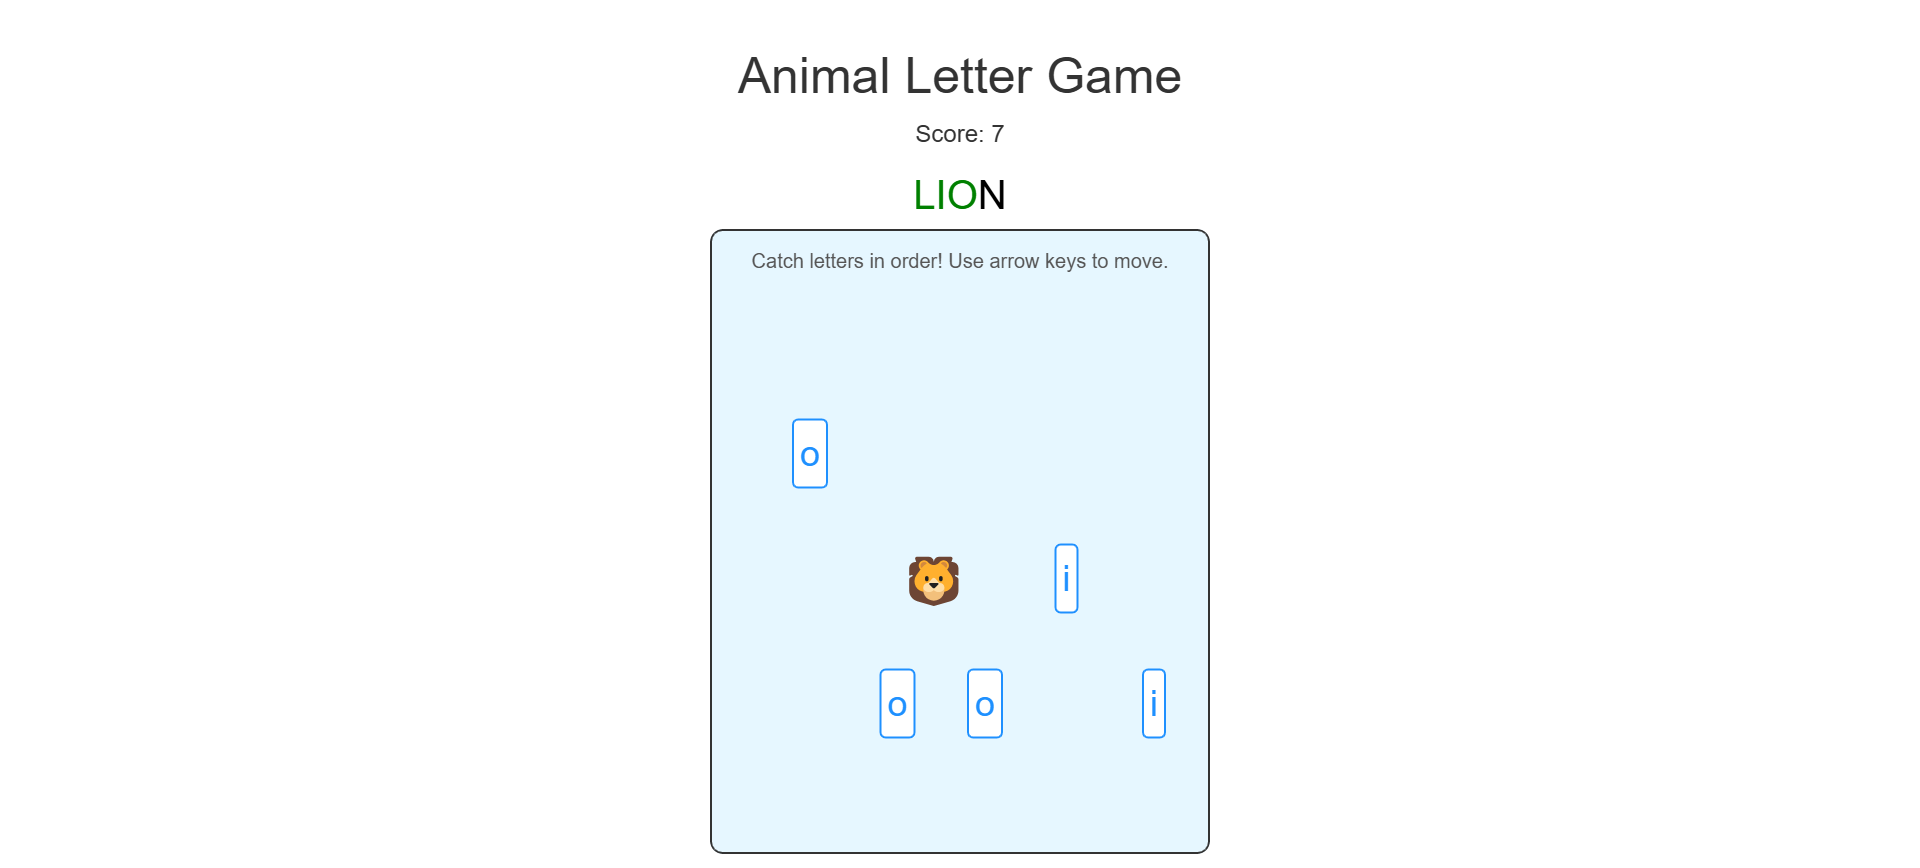 Animal Letter Game
Score: 7
LION
Catch letters in order! Use arrow keys to move.
o
i
o o i